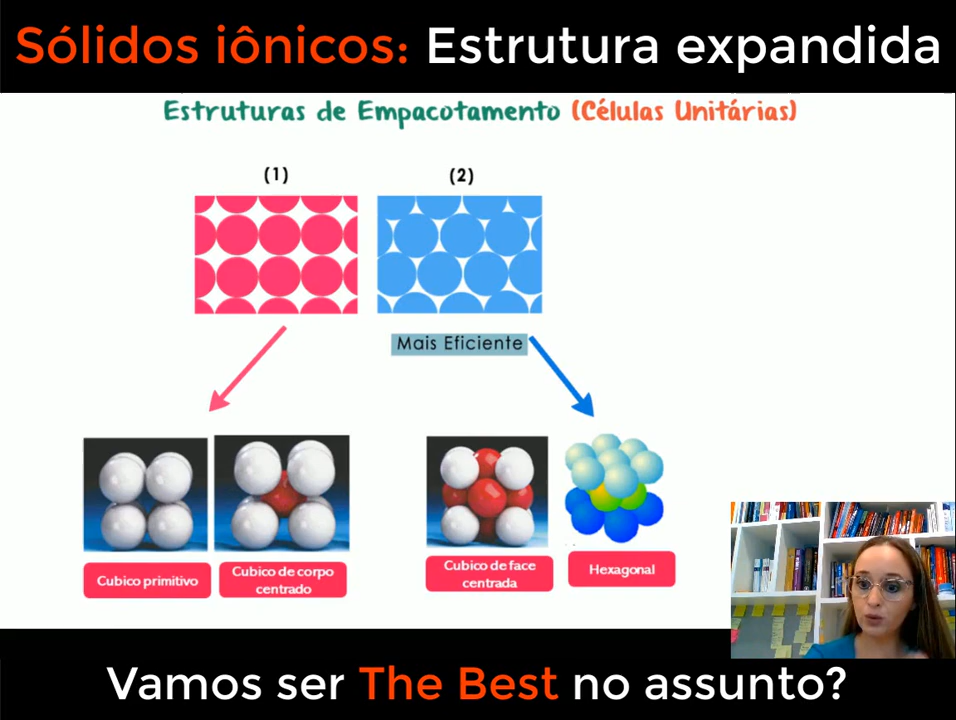 Sólidos iônicos: Estrutura expandida
Estruturas de Empacotamento (Células Unitárias)
(1)
(2)
Mais Eficiente
Cubico primitivo
Cubico de corpo
centrado
Cubico de face
centrada
Hexagonal
Vamos ser The Best no assunto?